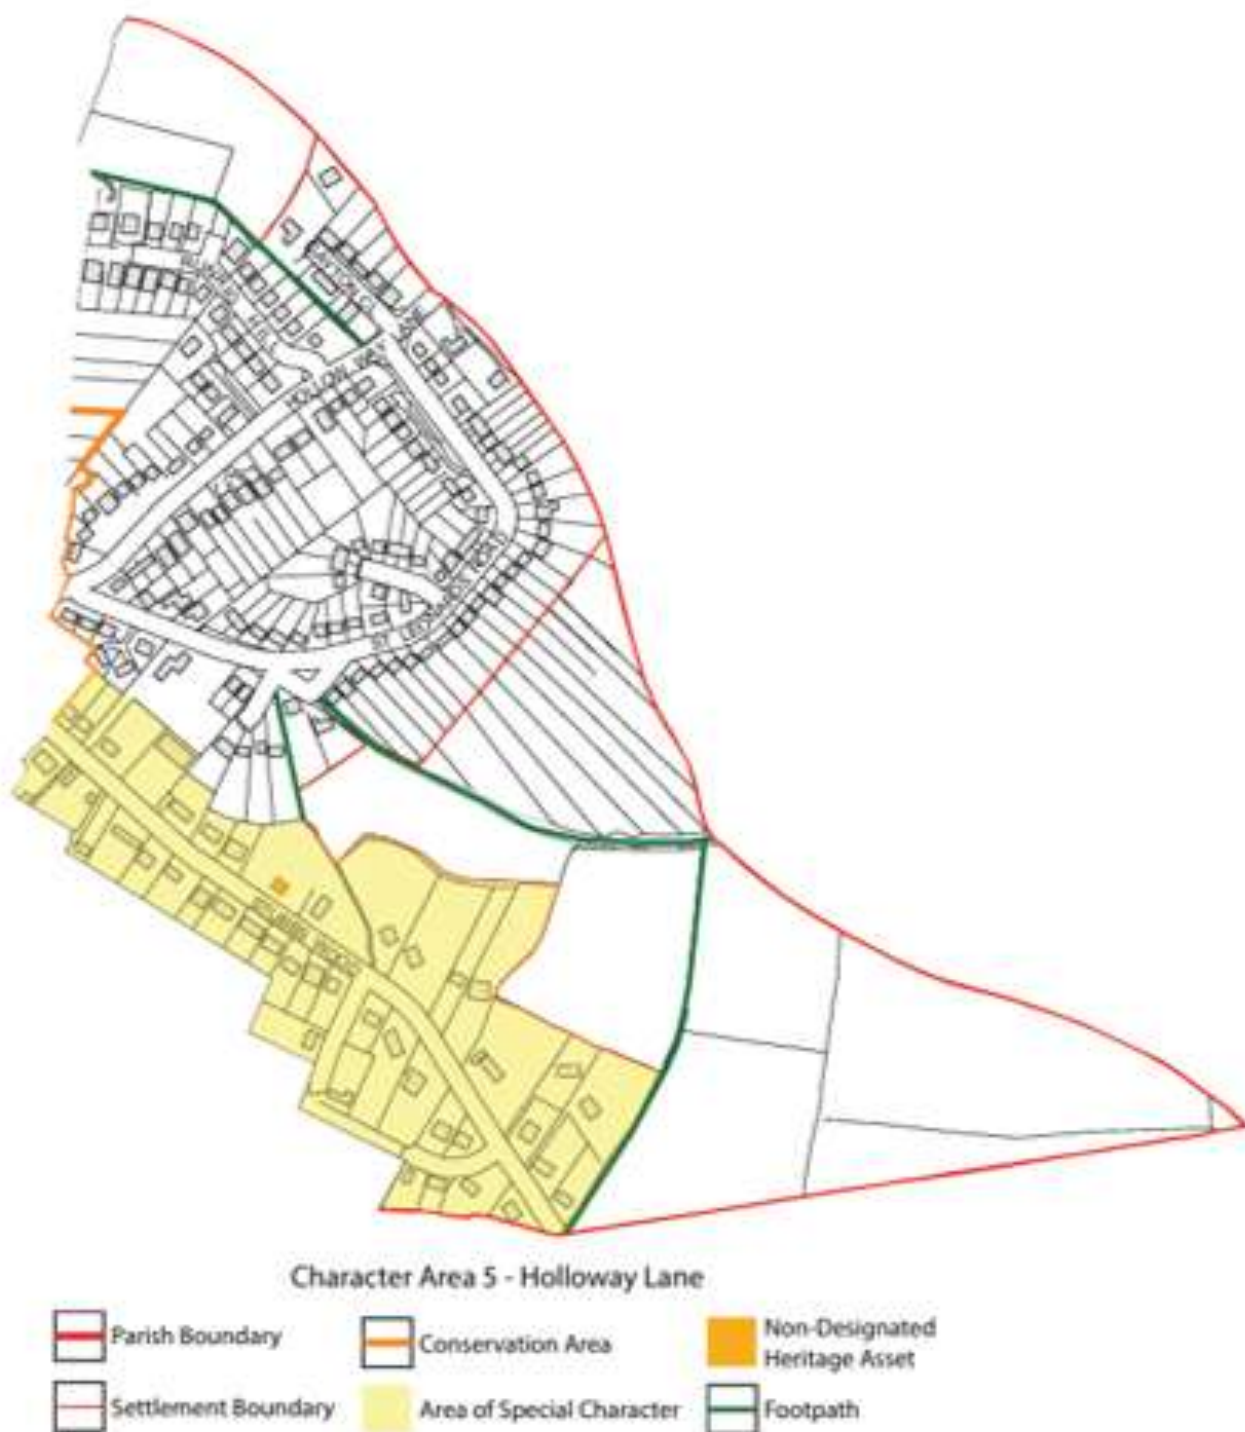 Character Area 5 - Holloway Lane
Parish Boundary
Conservation Area
Non-Designated
Heritage Asset
Settlement Boundary
Area of Special Character
Footpath